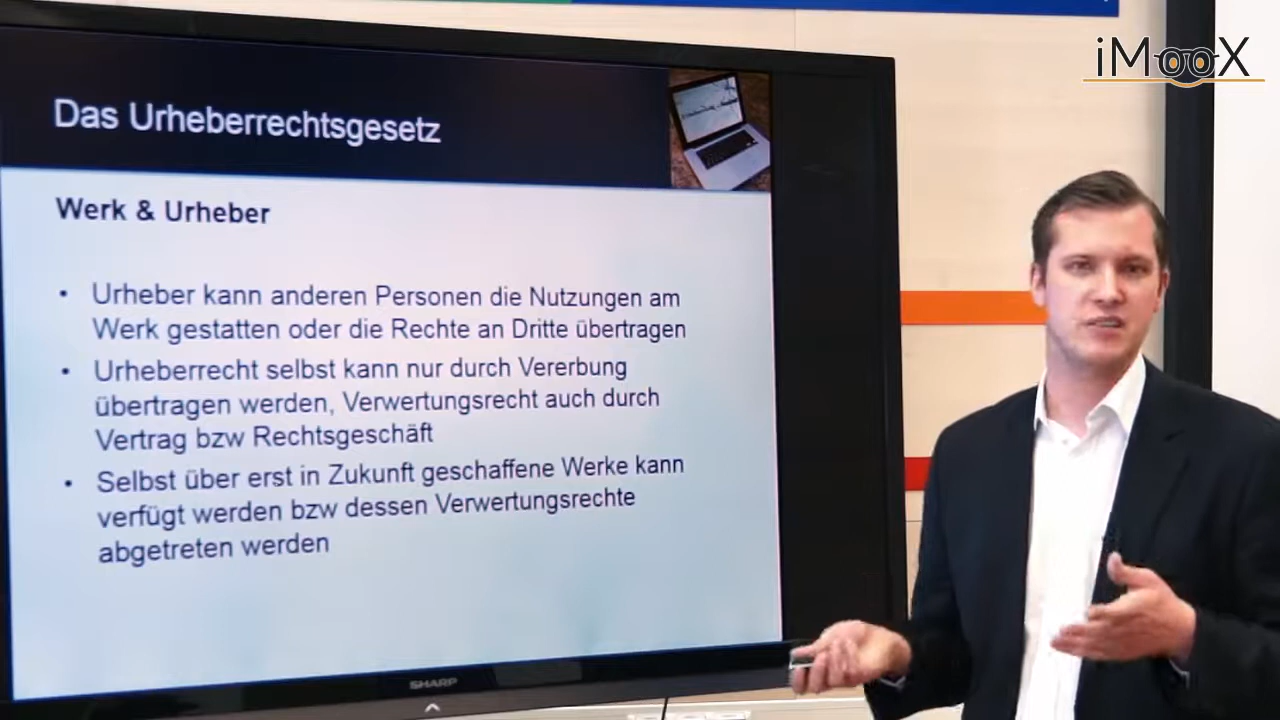 iMooX
Das Urheberrechtsgesetz
Werk & Urheber
• Urheber kann anderen Personen die Nutzungen am
Werk gestatten oder die Rechte an Dritte übertragen
• Urheberrecht selbst kann nur durch Vererbung
übertragen werden, Verwertungsrecht auch durch
Vertrag bzw Rechtsgeschäft
• Selbst über erst in Zukunft geschaffene Werke kann
verfügt werden bzw dessen Verwertungsrechte
abgetreten werden
SHARP